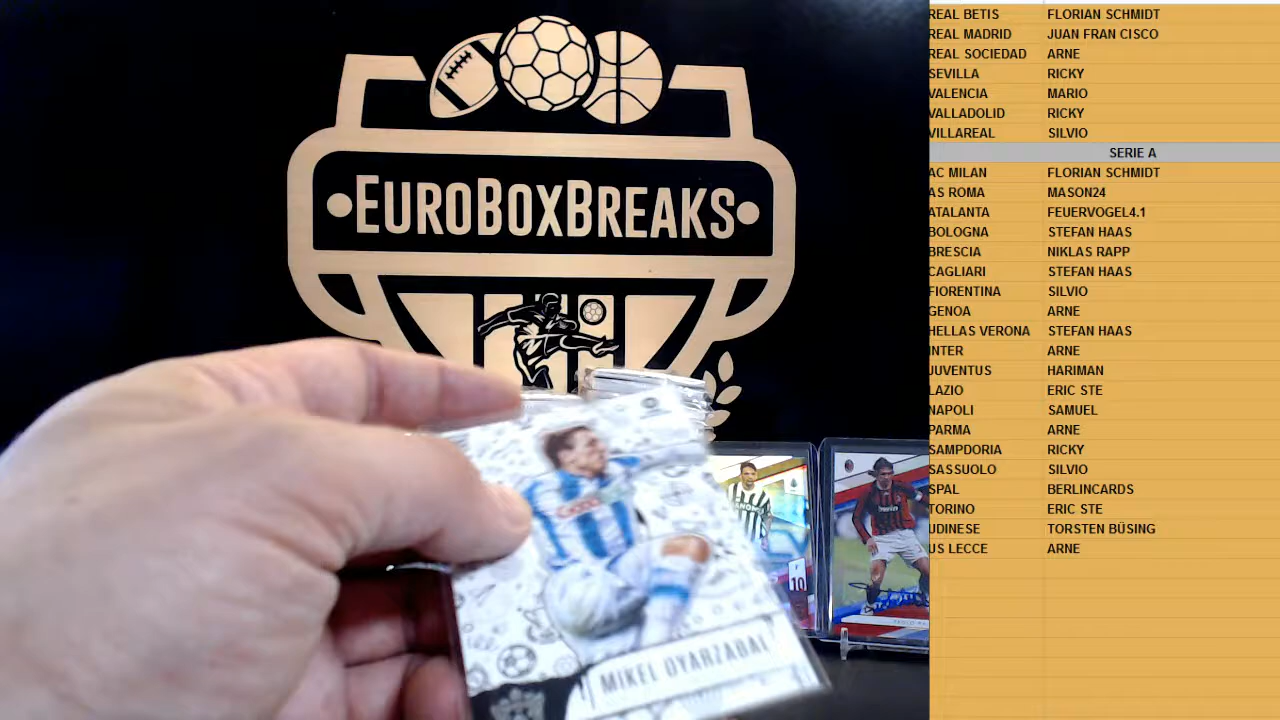 EUROBOXBREAKS
MIKEL OYARZABAL
10
REAL BETIS FLORIAN SCHMIDT
REAL MADRID JUAN FRAN CISCO
REAL SOCIEDAD ARNE
SEVILLA RICKY
VALENCIA MARIO
VALLADOLID RICKY
VILLAREAL SILVIO
SERIE A
AC MILAN FLORIAN SCHMIDT
AS ROMA MASON24
ATALANTA FEUERVOGEL4.1
BOLOGNA STEFAN HAAS
BRESCIA NIKLAS RAPP
CAGLIARI STEFAN HAAS
FIORENTINA SILVIO
GENOA ARNE
HELLAS VERONA STEFAN HAAS
INTER ARNE
JUVENTUS HARIMAN
LAZIO ERIC STE
NAPOLI SAMUEL
PARMA ARNE
SAMPDORIA RICKY
SASSUOLO SILVIO
SPAL BERLINCARDS
TORINO ERIC STE
UDINESE TORSTEN BÜSING
US LECCE ARNE